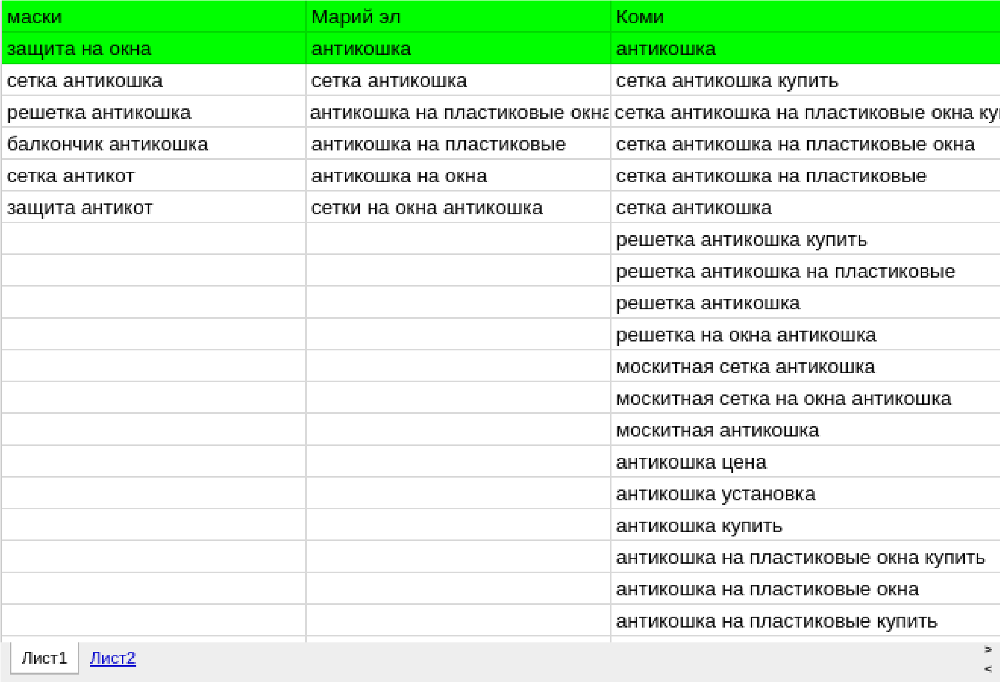 маски Марий эл Коми
защита на окна антикошка антикошка
сетка антикошка сетка антикошка сетка антикошка купить
решетка антикошка антикошка на пластиковые окна сетка антикошка на пластиковые окна
балкончик антикошка антикошка на пластиковые сетка антикошка на пластиковые окна
сетка антикот антикошка на окна сетка антикошка на пластиковые
защита антикот сетки на окна антикошка сетка антикошка
решетка антикошка купить
решетка антикошка на пластиковые
решетка антикошка
решетка на окна антикошка
москитная сетка антикошка
москитная сетка на окна антикошка
москитная антикошка
антикошка цена
антикошка установка
антикошка купить
антикошка на пластиковые окна купить
антикошка на пластиковые окна
антикошка на пластиковые купить
Лист1 Лист2 >
<